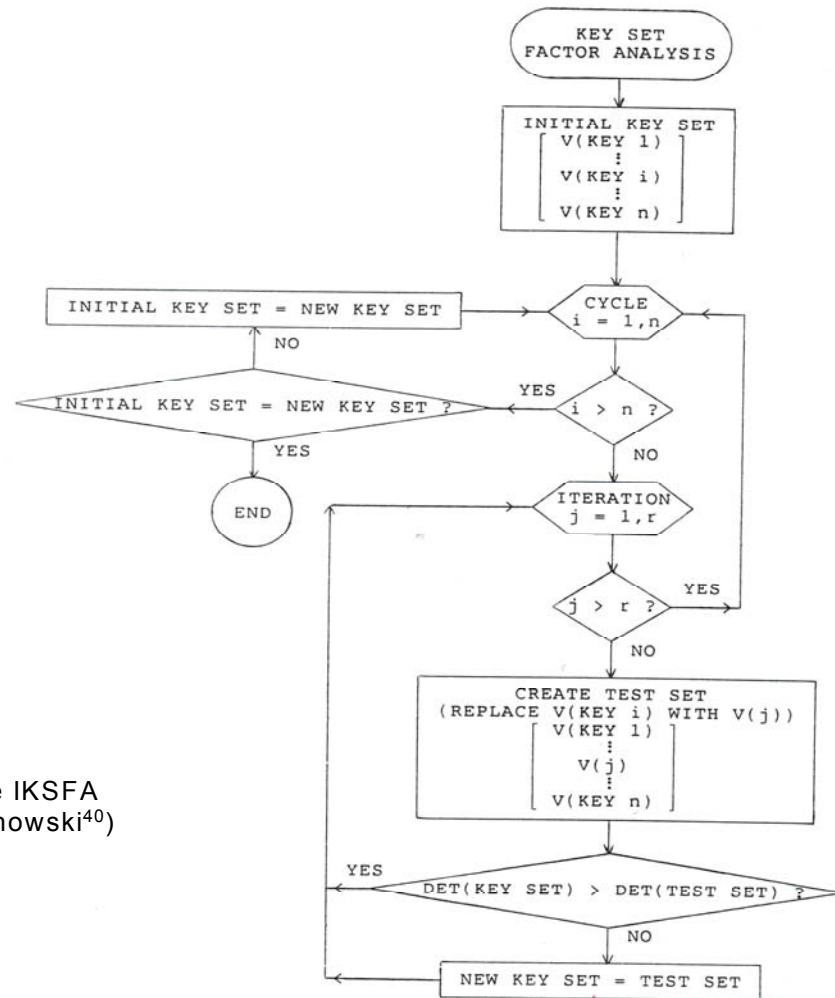 KEY SET
FACTOR ANALYSIS
INITIAL KEY SET
V(KEY 1)
⋮
V(KEY i)
⋮
V(KEY n)
INITIAL KEY SET = NEW KEY SET
CYCLE
i = 1,n
NO
YES
INITIAL KEY SET = NEW KEY SET ?
i > n ?
YES
NO
END
ITERATION
j = 1,r
YES
j > r ?
NO
CREATE TEST SET
(REPLACE V(KEY i) WITH V(j))
V(KEY 1)
⋮
V(j)
⋮
V(KEY n)
IKSFA
nowski40)
YES
DET(KEY SET) > DET(TEST SET) ?
NO
NEW KEY SET = TEST SET